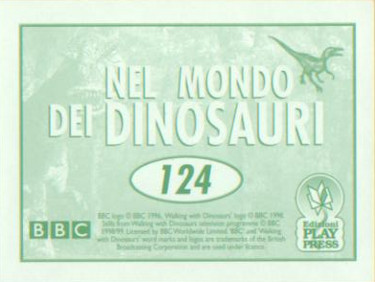 NEL MONDO
DEI DINOSAURI
124
BBC
BBC logo © BBC 1996. Walking with Dinosaurs' logo © BBC 1998.
Stills from Walking with Dinosaurs television programme © BBC
1998/99. Licensed by BBC Worldwide Limited. 'BBC' and 'Walking
with Dinosaurs' word marks and logos are trademarks of the British
Broadcasting Corporation and are used under licence.
Edizioni
PLAY
PRESS